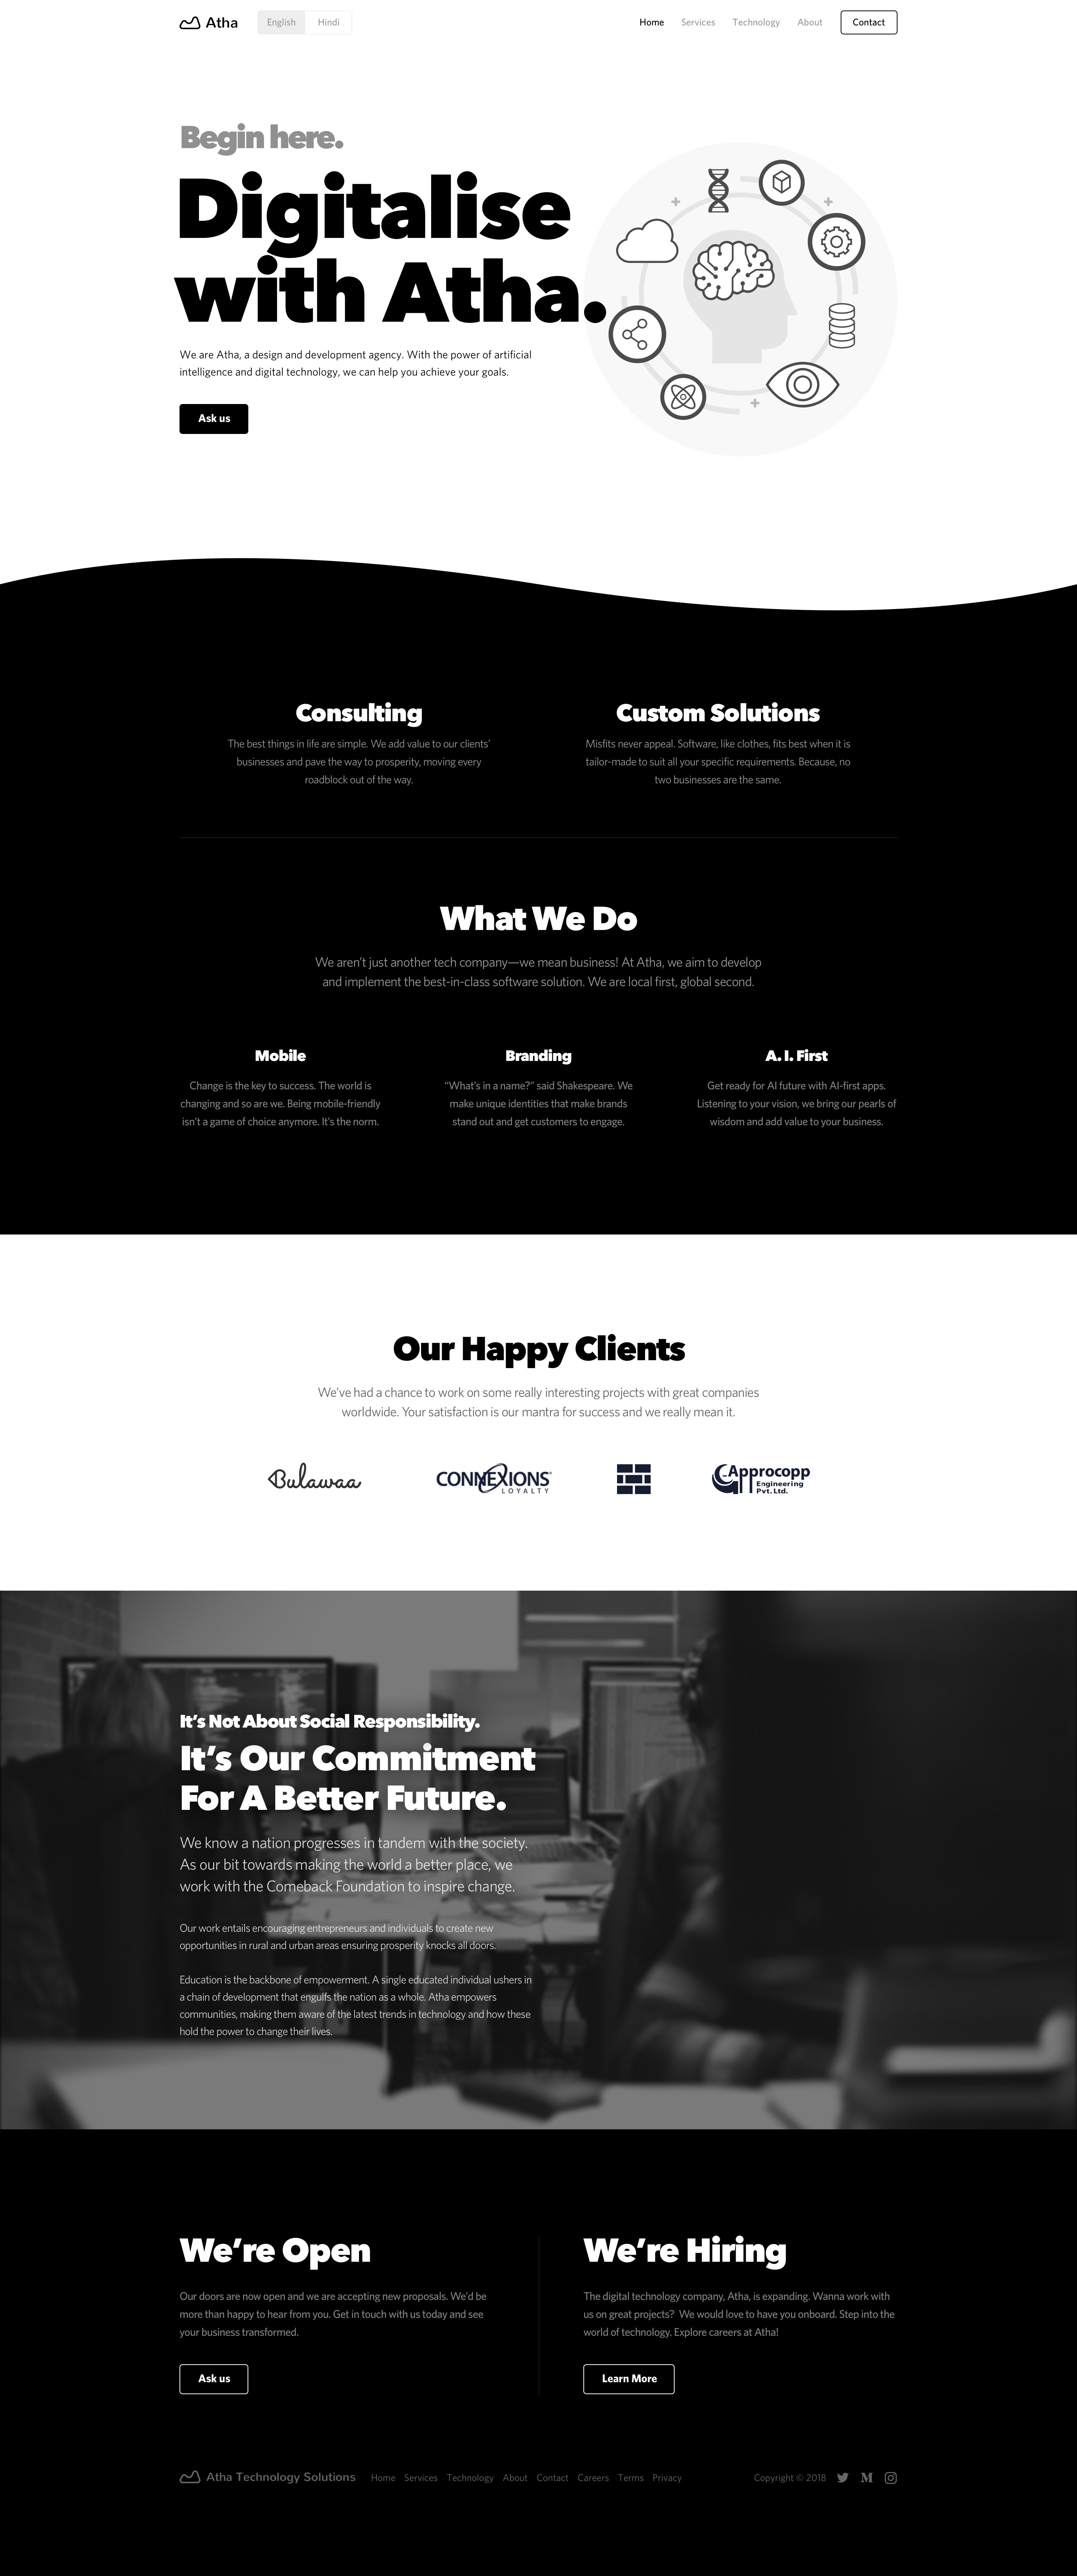 Atha
English
Hindi
Home
Services
Technology
About
Contact
Begin here.
Digitalise
with Atha.
We are Atha, a design and development agency. With the power of artificial
intelligence and digital technology, we can help you achieve your goals.
Ask us
Consulting
The best things in life are simple. We add value to our clients’
businesses and pave the way to prosperity, moving every
roadblock out of the way.
Custom Solutions
Misfits never appeal. Software, like clothes, fits best when it is
tailor-made to suit all your specific requirements. Because, no
two businesses are the same.
What We Do
We aren’t just another tech company—we mean business! At Atha, we aim to develop
and implement the best-in-class software solution. We are local first, global second.
Mobile
Change is the key to success. The world is
changing and so are we. Being mobile-friendly
isn’t a game of choice anymore. It’s the norm.
Branding
“What’s in a name?” said Shakespeare. We
make unique identities that make brands
stand out and get customers to engage.
A. I. First
Get ready for AI future with AI-first apps.
Listening to your vision, we bring our pearls of
wisdom and add value to your business.
Our Happy Clients
We’ve had a chance to work on some really interesting projects with great companies
worldwide. Your satisfaction is our mantra for success and we really mean it.
Bulawaa
CONNEXIONS
LOYALTY
Approcopp
Engineering
Pvt. Ltd.
It’s Not About Social Responsibility.
It’s Our Commitment
For A Better Future.
We know a nation progresses in tandem with the society.
As our bit towards making the world a better place, we
work with the Comeback Foundation to inspire change.
Our work entails encouraging entrepreneurs and individuals to create new
opportunities in rural and urban areas ensuring prosperity knocks all doors.
Education is the backbone of empowerment. A single educated individual ushers in
a chain of development that engulfs the nation as a whole. Atha empowers
communities, making them aware of the latest trends in technology and how these
hold the power to change their lives.
We’re Open
Our doors are now open and we are accepting new proposals. We’d be
more than happy to hear from you. Get in touch with us today and see
your business transformed.
Ask us
We’re Hiring
The digital technology company, Atha, is expanding. Wanna work with
us on great projects?  We would love to have you onboard. Step into the
world of technology. Explore careers at Atha!
Learn More
Atha Technology Solutions
Home
Services
Technology
About
Contact
Careers
Terms
Privacy
Copyright © 2018